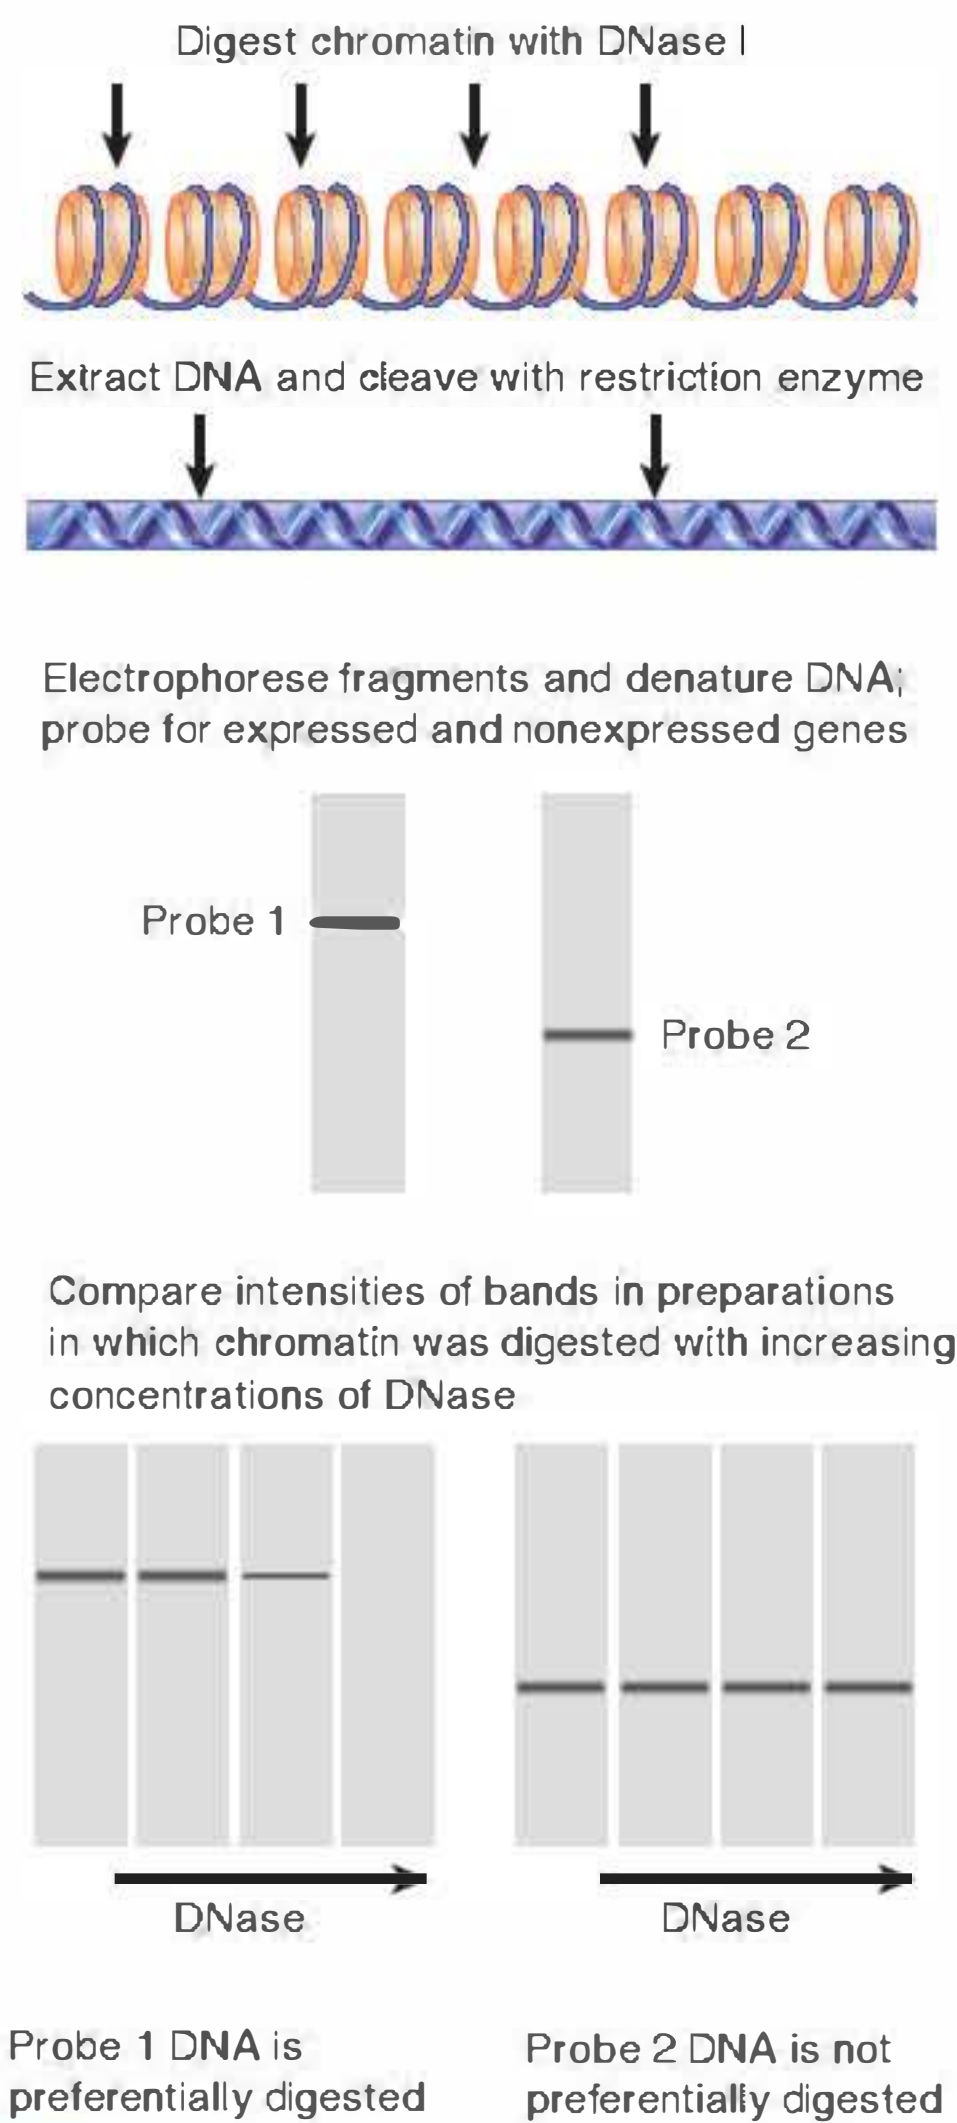 Digest chromatin with DNase I
Extract DNA and cleave with restriction enzyme
Electrophorese fragments and denature DNA;
probe for expressed and nonexpressed genes
Probe 1
Probe 2
Compare intensities of bands in preparations
in which chromatin was digested with increasing
concentrations of DNase
DNase
DNase
Probe 1 DNA is
preferentially digested
Probe 2 DNA is not
preferentially digested